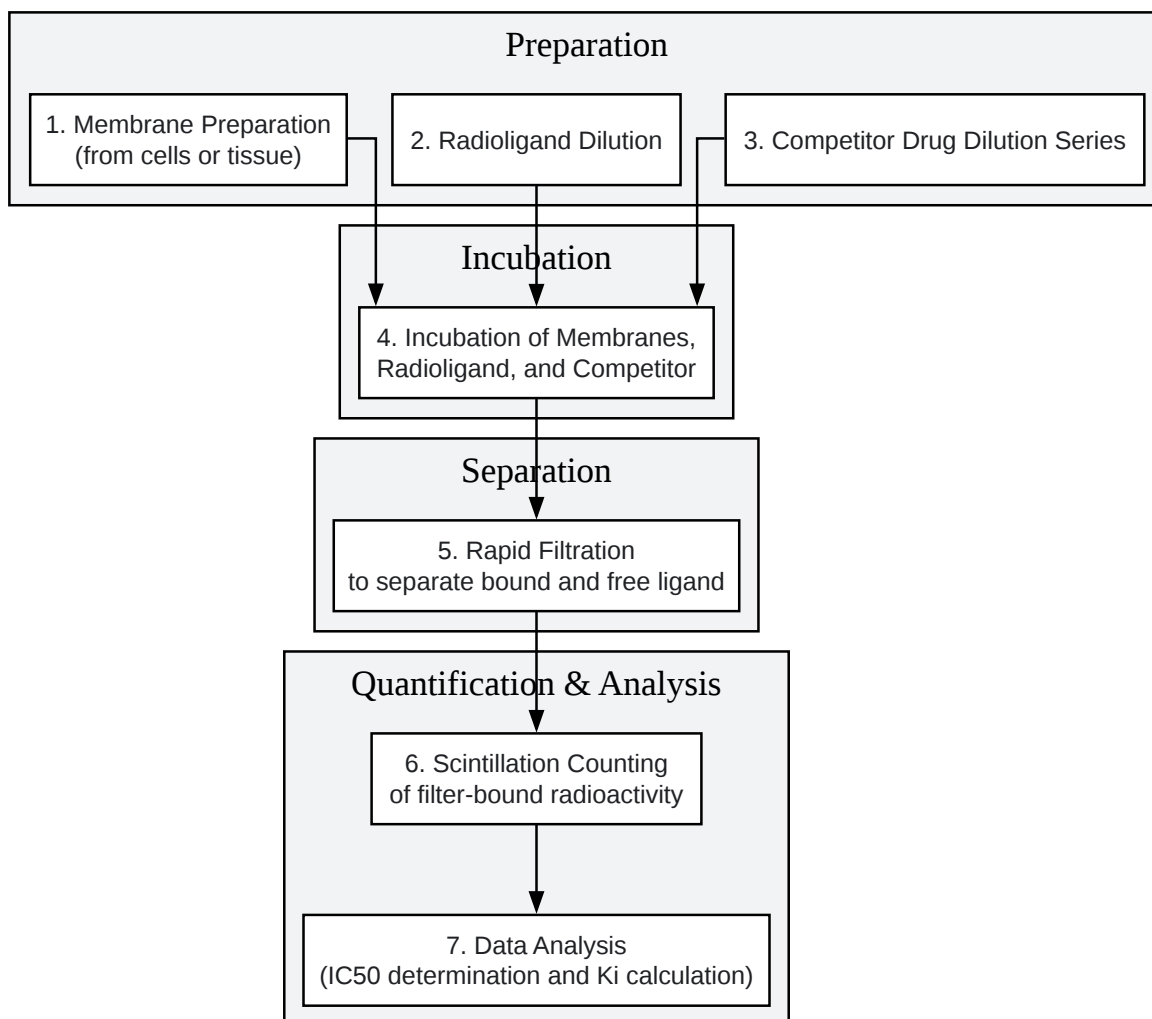 Preparation
1. Membrane Preparation
(from cells or tissue)
2. Radioligand Dilution
3. Competitor Drug Dilution Series
Incubation
4. Incubation of Membranes,
Radioligand, and Competitor
Separation
5. Rapid Filtration
to separate bound and free ligand
Quantification & Analysis
6. Scintillation Counting
of filter-bound radioactivity
7. Data Analysis
(IC50 determination and Ki calculation)